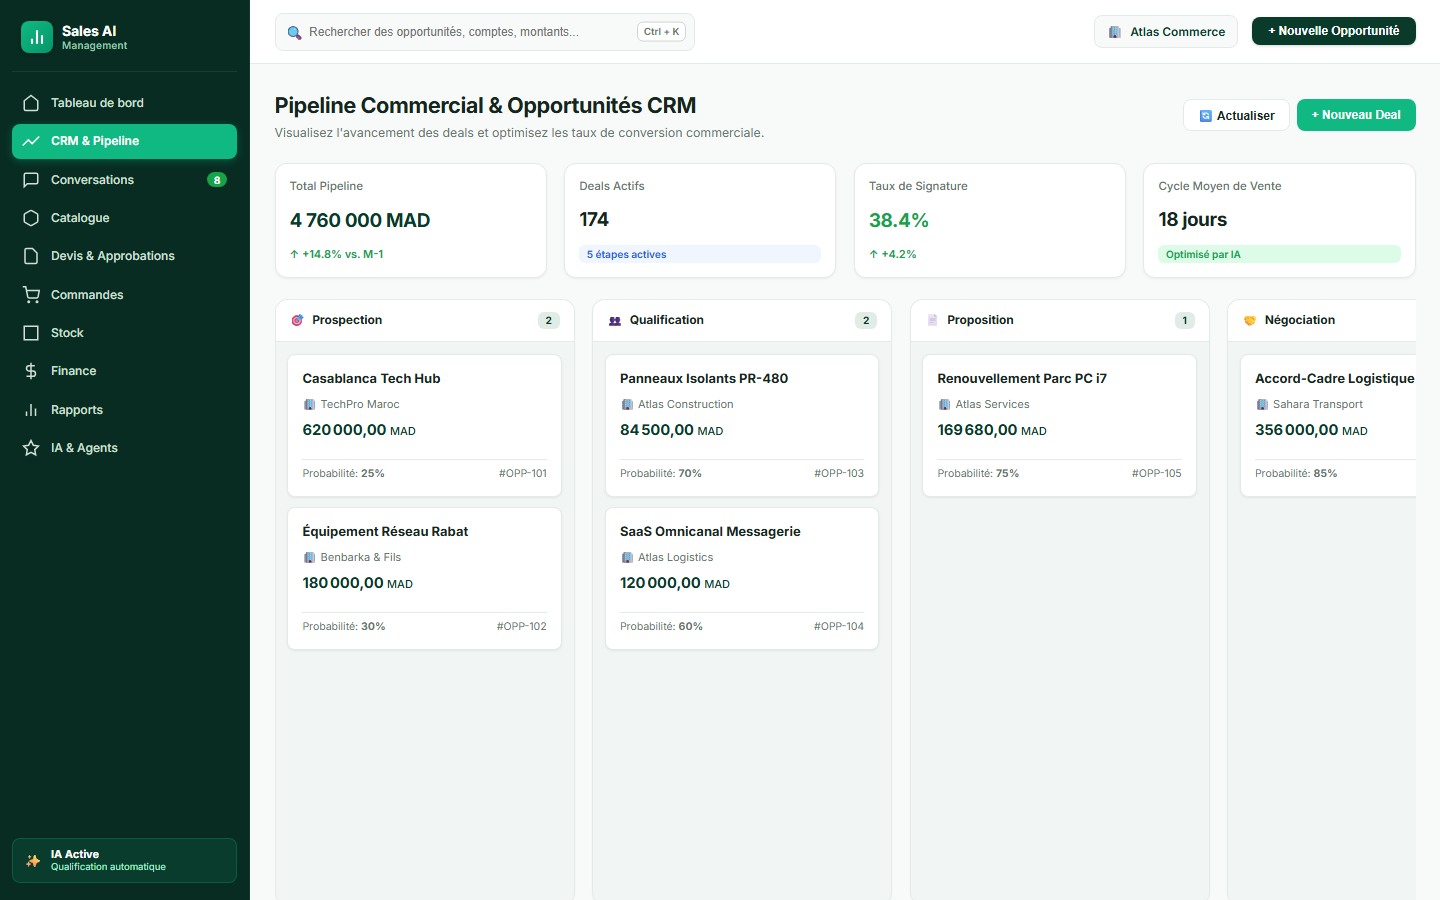 Sales AI
Management
Tableau de bord
CRM & Pipeline
Conversations 8
Catalogue
Devis & Approbations
Commandes
Stock
Finance
Rapports
IA & Agents
IA Active
Qualification automatique
Rechercher des opportunités, comptes, montants... Ctrl + K
Atlas Commerce
+ Nouvelle Opportunité
Pipeline Commercial & Opportunités CRM
Visualisez l'avancement des deals et optimisez les taux de conversion commerciale.
Actualiser
+ Nouveau Deal
Total Pipeline
4 760 000 MAD
↑ +14.8% vs. M-1
Deals Actifs
174
5 étapes actives
Taux de Signature
38.4%
↑ +4.2%
Cycle Moyen de Vente
18 jours
Optimisé par IA
Prospection 2
Casablanca Tech Hub
TechPro Maroc
620 000,00 MAD
Probabilité: 25% #OPP-101
Équipement Réseau Rabat
Benbarka & Fils
180 000,00 MAD
Probabilité: 30% #OPP-102
Qualification 2
Panneaux Isolants PR-480
Atlas Construction
84 500,00 MAD
Probabilité: 70% #OPP-103
SaaS Omnicanal Messagerie
Atlas Logistics
120 000,00 MAD
Probabilité: 60% #OPP-104
Proposition 1
Renouvellement Parc PC i7
Atlas Services
169 680,00 MAD
Probabilité: 75% #OPP-105
Négociation
Accord-Cadre Logistique
Sahara Transport
356 000,00 MAD
Probabilité: 85%